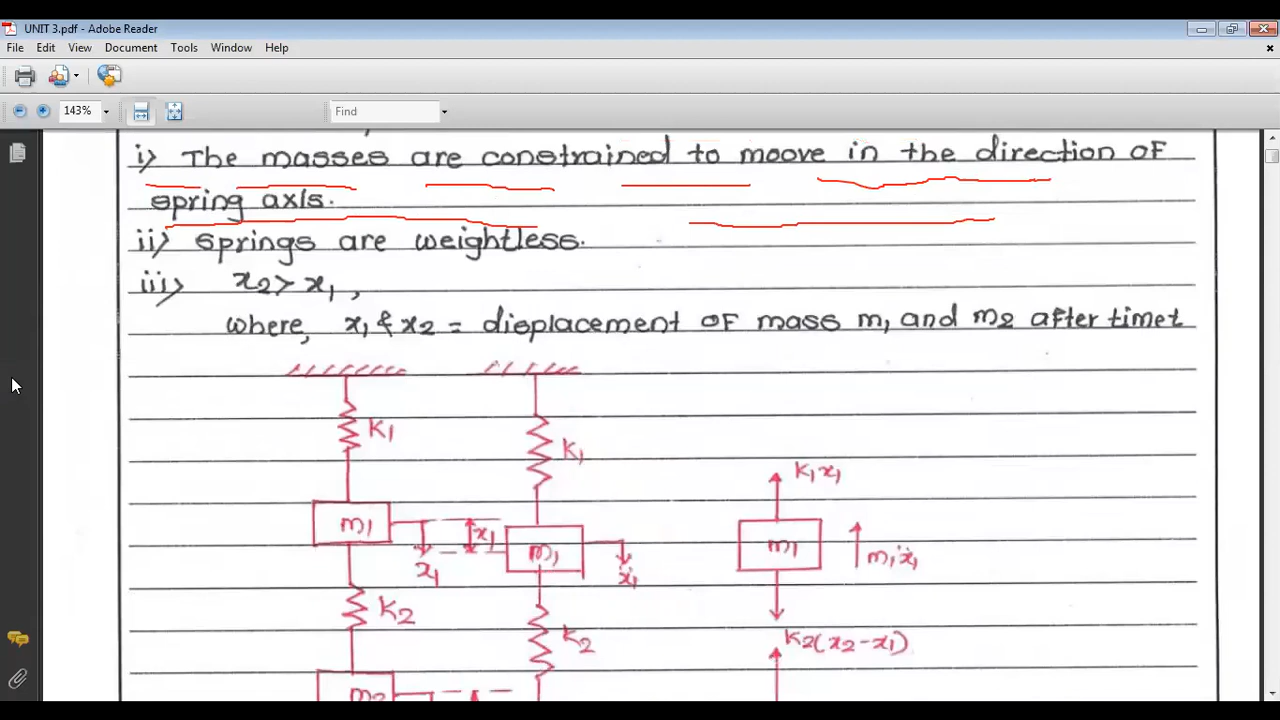 UNIT 3.pdf - Adobe Reader
File Edit View Document Tools Window Help
143% Find
i) The masses are constrained to moove in the direction of
spring axis.
ii) springs are weightless.
iii) x2 > x1,
where, x1 & x2 = displacement of mass m1 and m2 after time t
K1
K1
K1x1
m1
x1
m1
m1
x1
ẍ1
m1ẍ1
K2
K2
K2(x2-x1)
m2